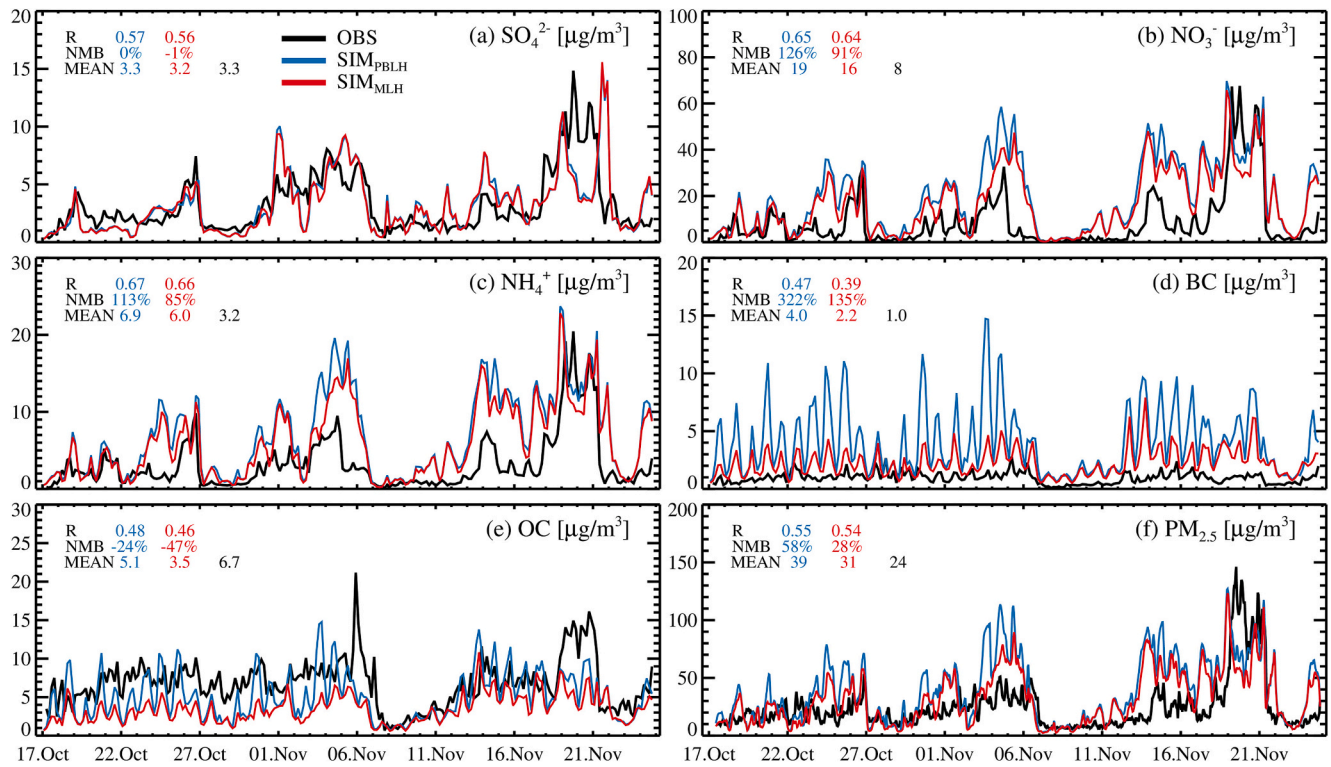 (a) SO₄²⁻ [μg/m³]
R 0.57 0.56
NMB 0% -1%
MEAN 3.3 3.2 3.3
OBS
SIM_PBLH
SIM_MLH
20
15
10
5
0
(b) NO₃⁻ [μg/m³]
R 0.65 0.64
NMB 126% 91%
MEAN 19 16 8
100
80
60
40
20
0
(c) NH₄⁺ [μg/m³]
R 0.67 0.66
NMB 113% 85%
MEAN 6.9 6.0 3.2
30
20
10
0
(d) BC [μg/m³]
R 0.47 0.39
NMB 322% 135%
MEAN 4.0 2.2 1.0
20
15
10
5
0
(e) OC [μg/m³]
R 0.48 0.46
NMB -24% -47%
MEAN 5.1 3.5 6.7
30
25
20
15
10
5
0
17.Oct 22.Oct 27.Oct 01.Nov 06.Nov 11.Nov 16.Nov 21.Nov
(f) PM₂.₅ [μg/m³]
R 0.55 0.54
NMB 58% 28%
MEAN 39 31 24
200
150
100
50
0
17.Oct 22.Oct 27.Oct 01.Nov 06.Nov 11.Nov 16.Nov 21.Nov